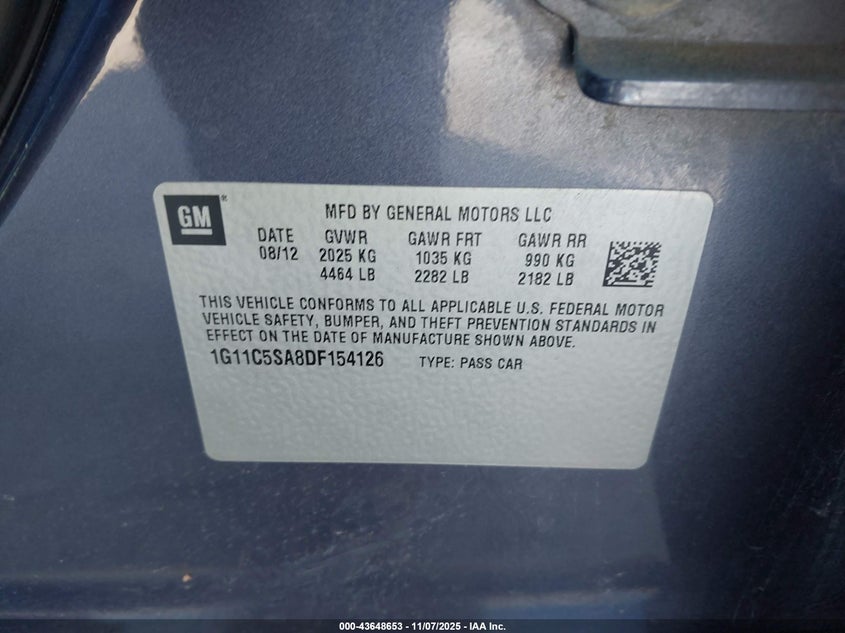 GM®
MFD BY GENERAL MOTORS LLC
DATE GVWR GAWR FRT GAWR RR
08/12 2025 KG 1035 KG 990 KG
4464 LB 2282 LB 2182 LB
THIS VEHICLE CONFORMS TO ALL APPLICABLE U.S. FEDERAL MOTOR
VEHICLE SAFETY, BUMPER, AND THEFT PREVENTION STANDARDS IN
EFFECT ON THE DATE OF MANUFACTURE SHOWN ABOVE.
1G11C5SA8DF154126 TYPE: PASS CAR
000-43648653 - 11/07/2025 - IAA Inc.